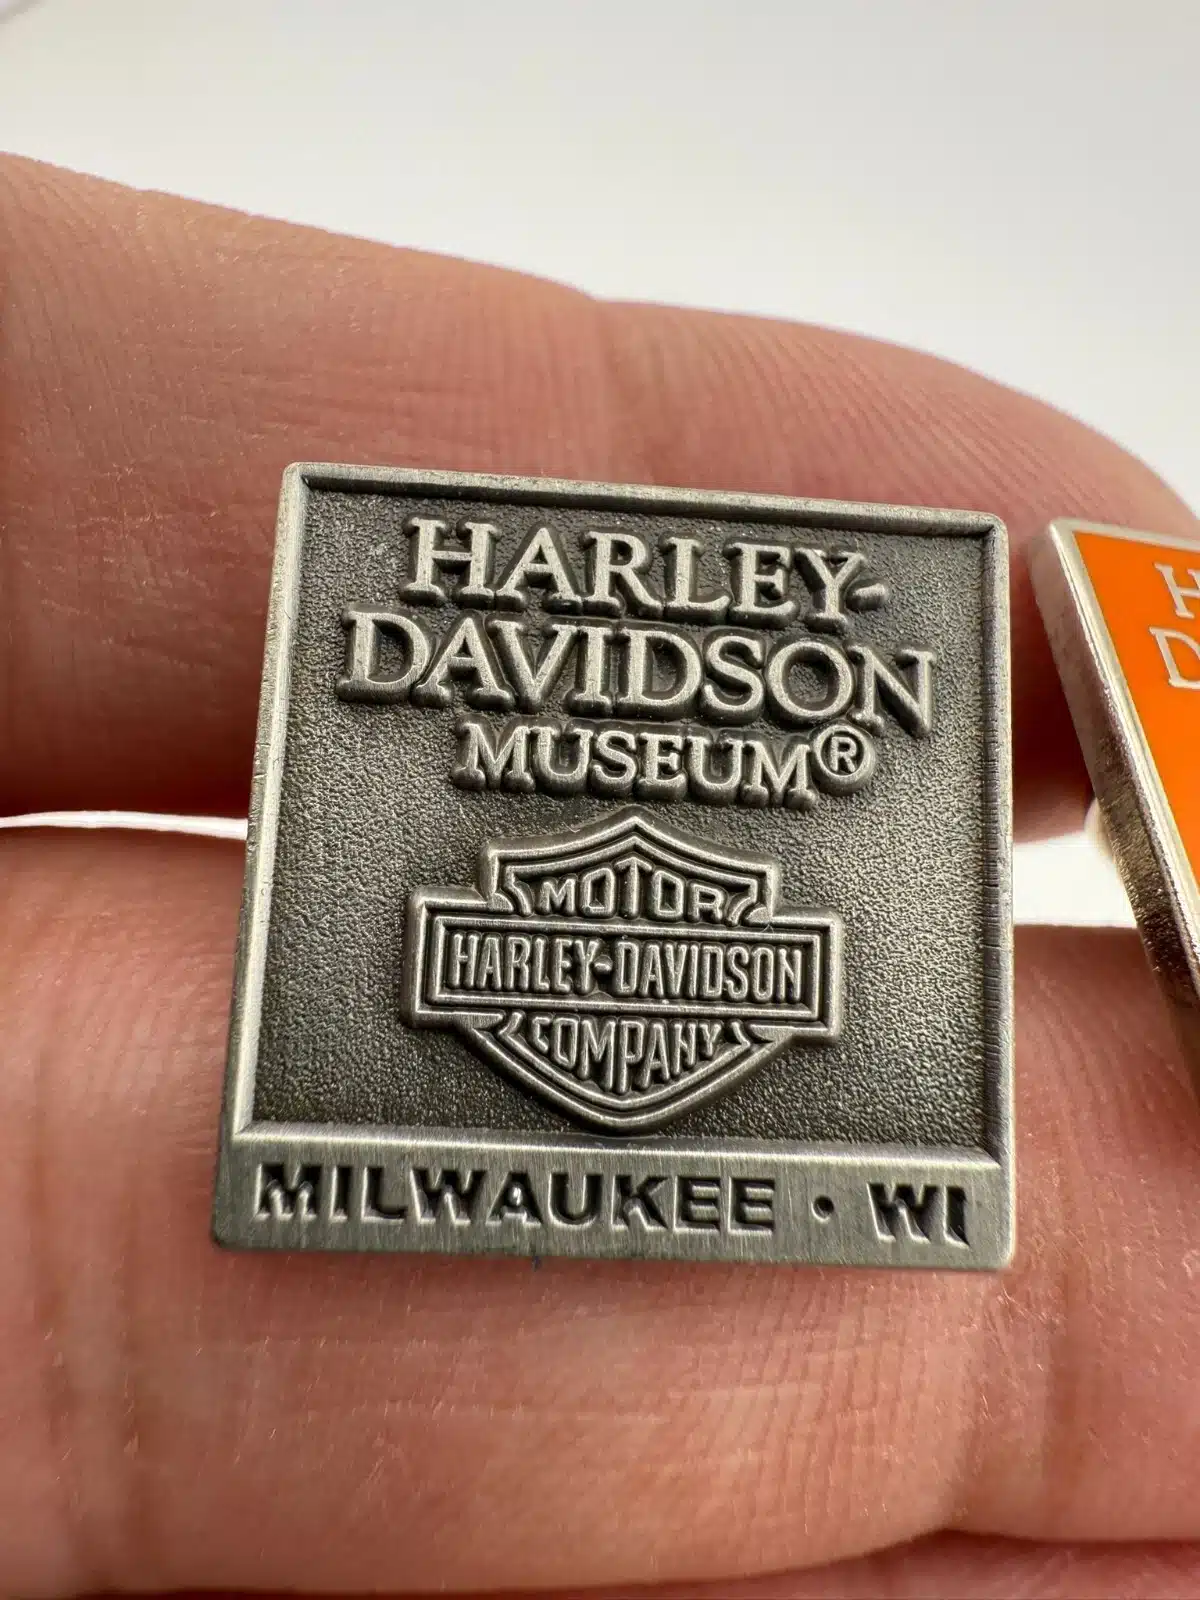 HARLEY-
DAVIDSON
MUSEUM®
MOTOR
HARLEY-DAVIDSON
COMPANY
MILWAUKEE • WI
H
D